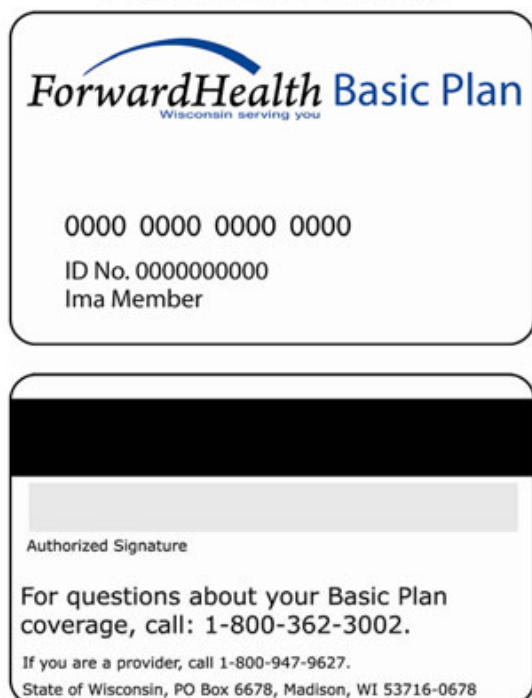 ForwardHealth Basic Plan
Wisconsin serving you
0000 0000 0000 0000
ID No. 0000000000
Ima Member
Authorized Signature
For questions about your Basic Plan
coverage, call: 1-800-362-3002.
If you are a provider, call 1-800-947-9627.
State of Wisconsin, PO Box 6678, Madison, WI 53716-0678